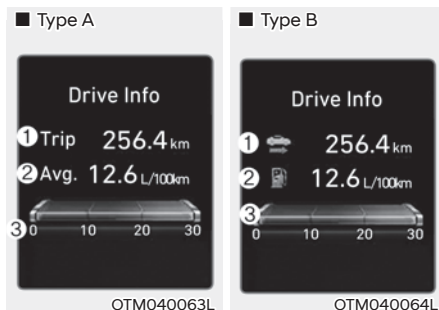 ■ Type A
Drive Info
① Trip 256.4 km
② Avg. 12.6 L/100km
③
0 10 20 30
OTM040063L
■ Type B
Drive Info
① 256.4 km
② 12.6 L/100km
③
0 10 20 30
OTM040064L